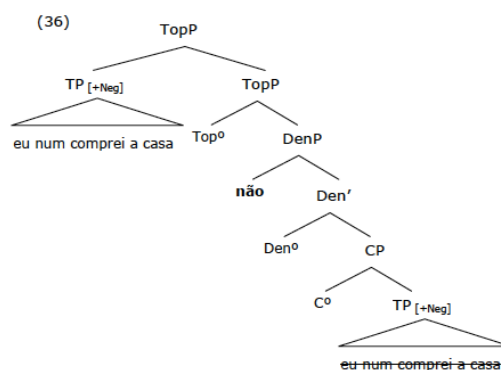 (36)
TopP
TP [+Neg] TopP
eu num comprei a casa Topº DenP
não Den’
Denº CP
Cº TP [+Neg]
eu num comprei a casa